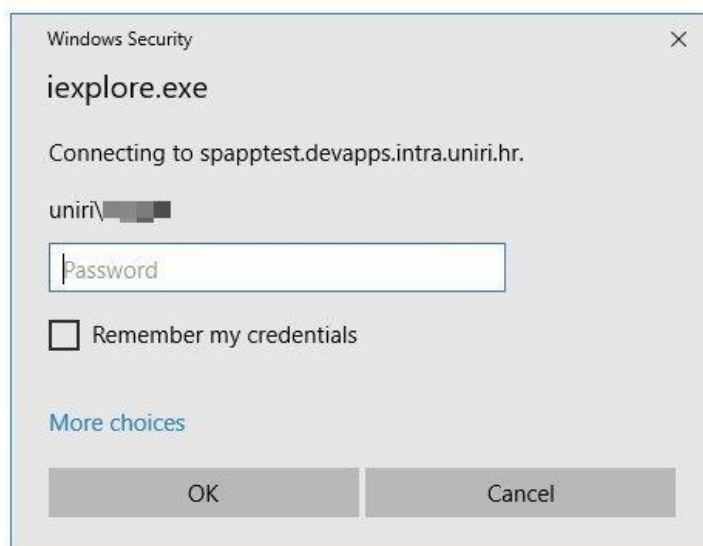 Windows Security
iexplore.exe
Connecting to spapptest.devapps.intra.uniri.hr.
uniri\
Password
Remember my credentials
More choices
OK Cancel